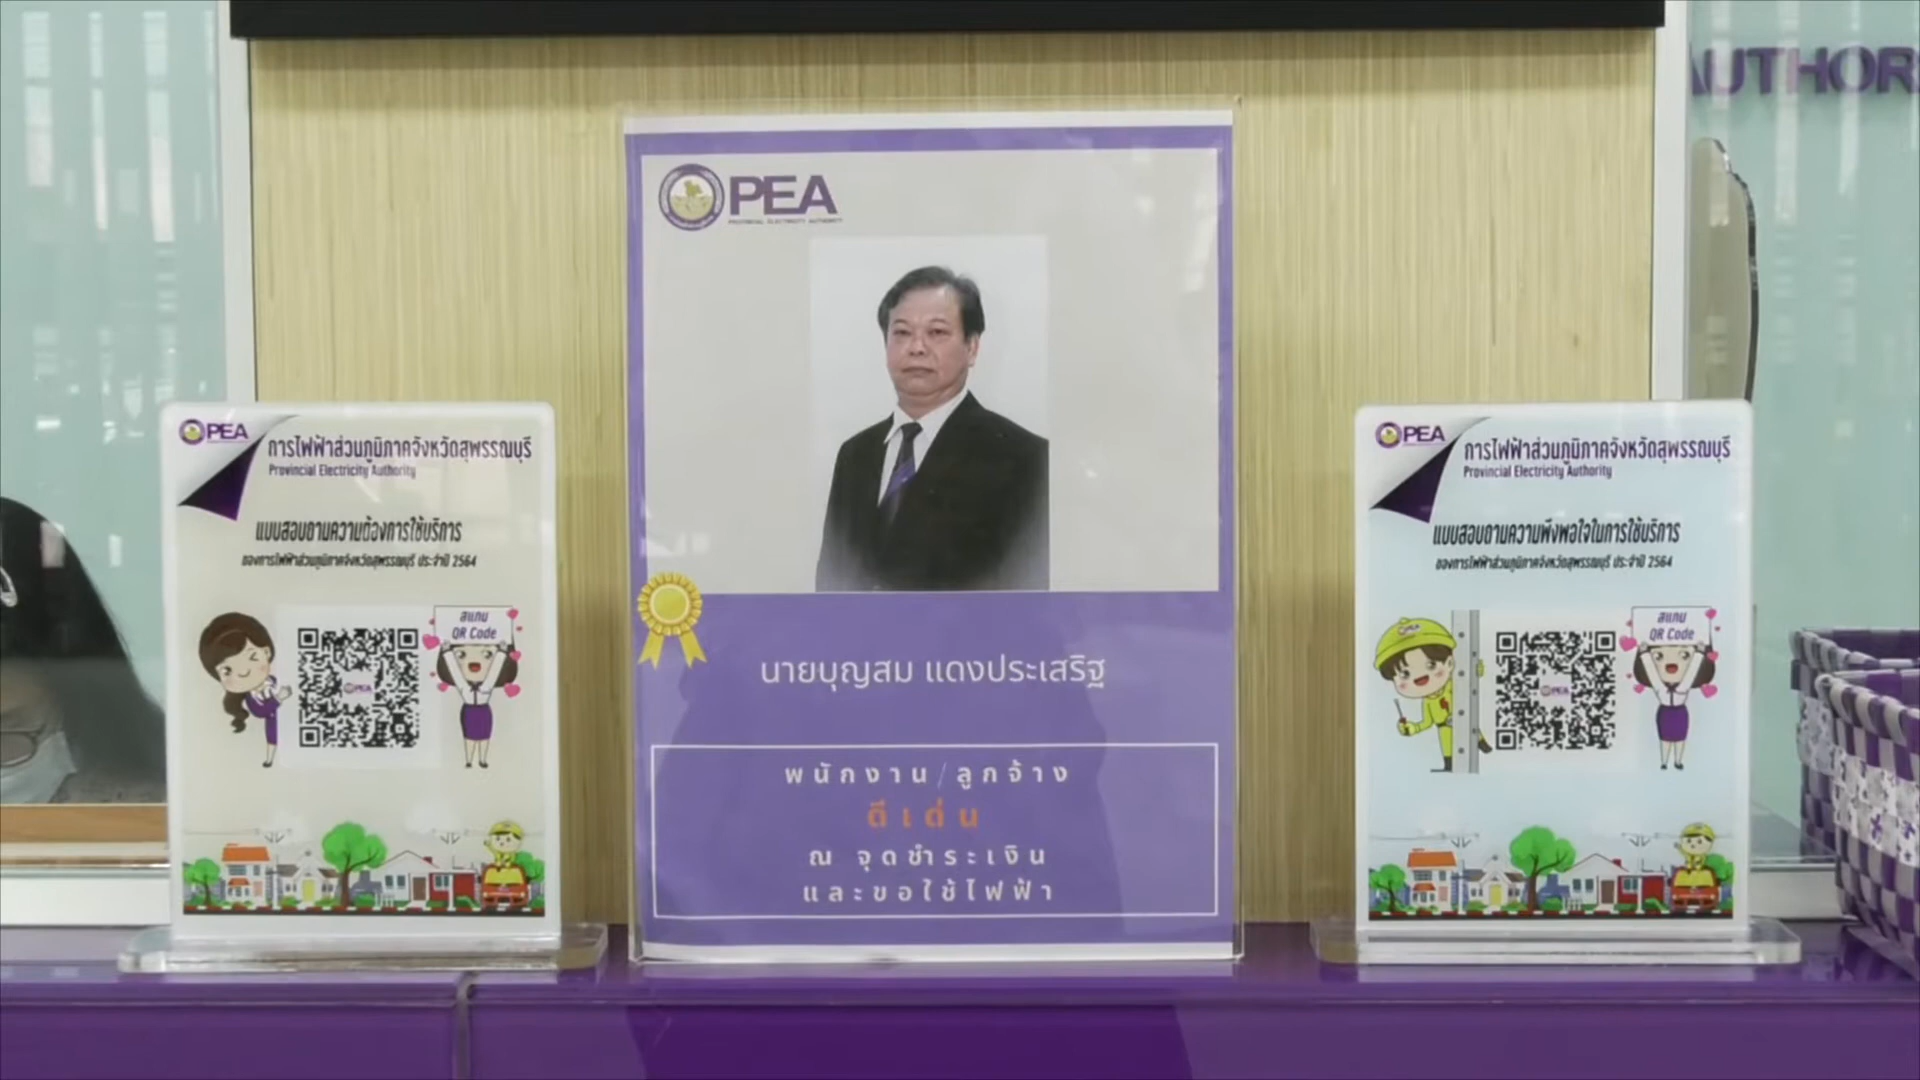 AUTHOR
PEA
PROVINCIAL ELECTRICITY AUTHORITY
นายบุญสม แดงประเสริฐ
พนักงาน/ลูกจ้าง
ดีเด่น
ณ จุดชำระเงิน
และขอใช้ไฟฟ้า
PEA
การไฟฟ้าส่วนภูมิภาคจังหวัดสุพรรณบุรี
Provincial Electricity Authority
แบบสอบถามความต้องการใช้บริการ
ของการไฟฟ้าส่วนภูมิภาคจังหวัดสุพรรณบุรี ประจำปี 2564
สแกน
QR Code
PEA
PEA
การไฟฟ้าส่วนภูมิภาคจังหวัดสุพรรณบุรี
Provincial Electricity Authority
แบบสอบถามความพึงพอใจในการใช้บริการ
ของการไฟฟ้าส่วนภูมิภาคจังหวัดสุพรรณบุรี ประจำปี 2564
PEA
สแกน
QR Code
PEA